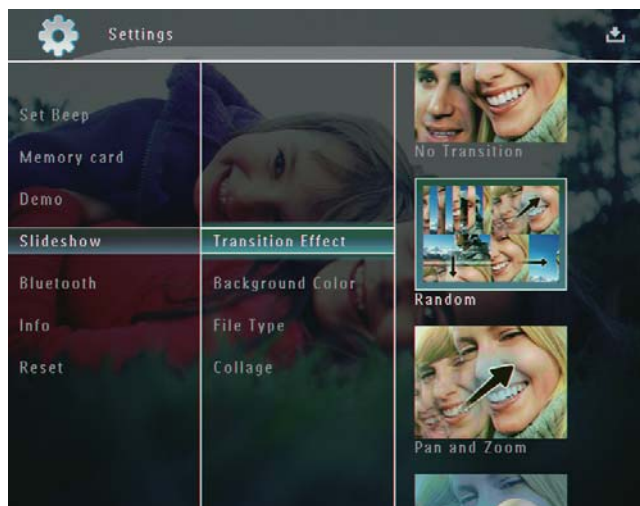 Settings
Set Beep
Memory card
Demo
Slideshow
Bluetooth
Info
Reset
Transition Effect
Background Color
File Type
Collage
No Transition
Random
Pan and Zoom